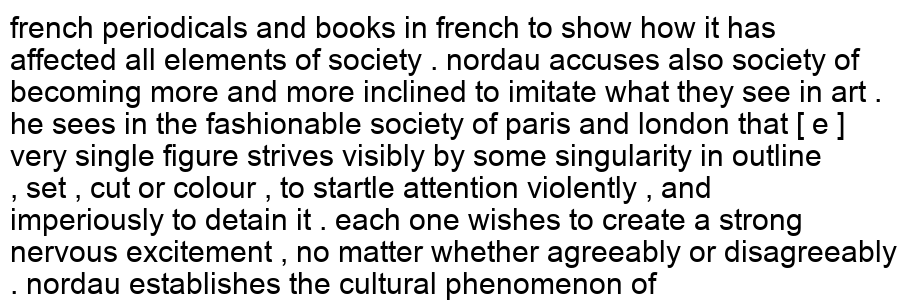 french periodicals and books in french to show how it has
affected all elements of society . nordau accuses also society of
becoming more and more inclined to imitate what they see in art .
he sees in the fashionable society of paris and london that [ e ]
very single figure strives visibly by some singularity in outline
, set , cut or colour , to startle attention violently , and
imperiously to detain it . each one wishes to create a strong
nervous excitement , no matter whether agreeably or disagreeably
. nordau establishes the cultural phenomenon of